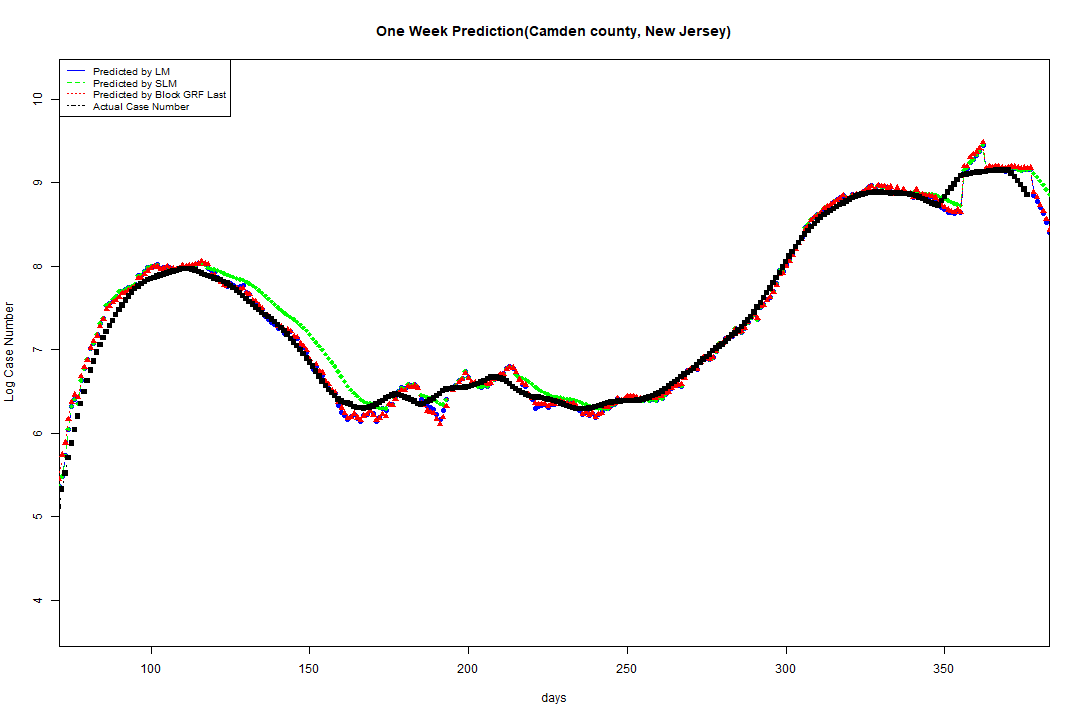 One Week Prediction(Camden county, New Jersey)
Predicted by LM
Predicted by SLM
Predicted by Block GRF Last
Actual Case Number
Log Case Number
10
9
8
7
6
5
4
100 150 200 250 300 350
days